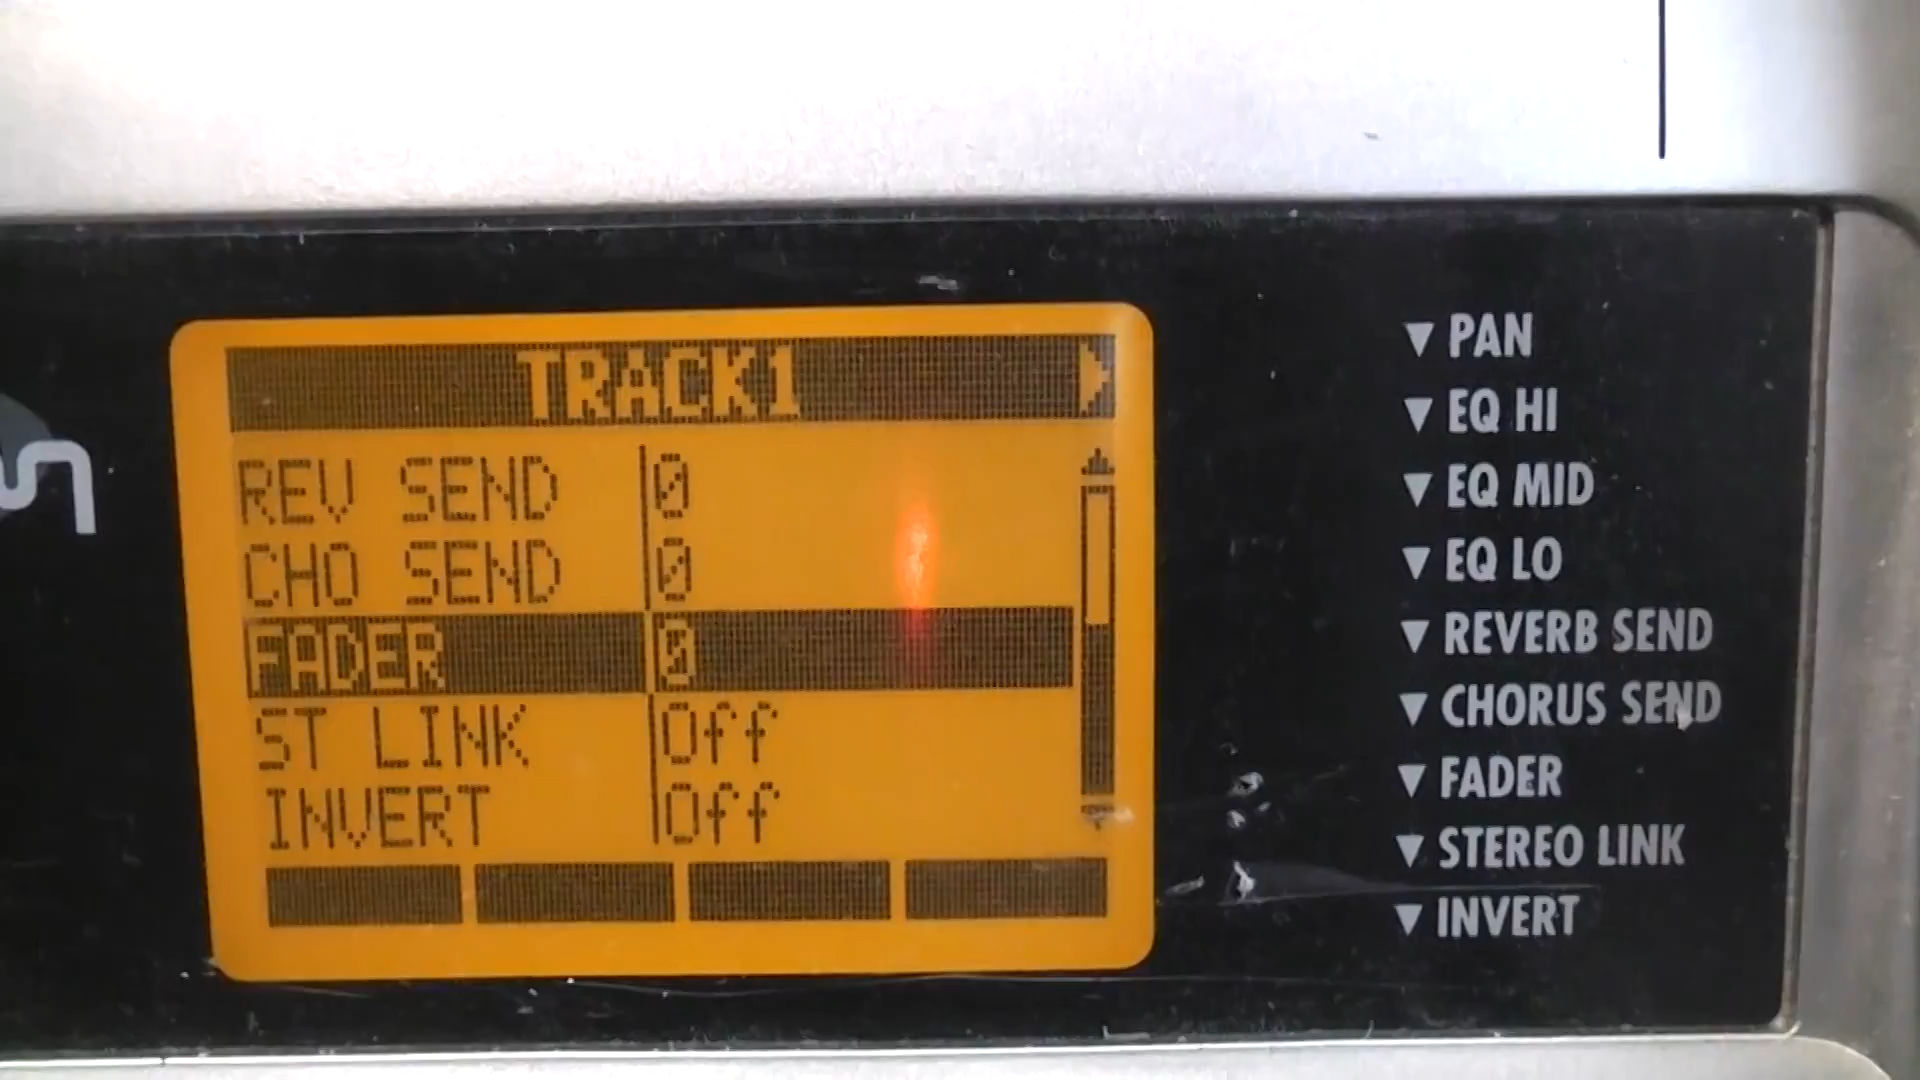 TRACK1
REV SEND 0
CHO SEND 0
FADER 0
ST LINK Off
INVERT Off
▼ PAN
▼ EQ HI
▼ EQ MID
▼ EQ LO
▼ REVERB SEND
▼ CHORUS SEND
▼ FADER
▼ STEREO LINK
▼ INVERT